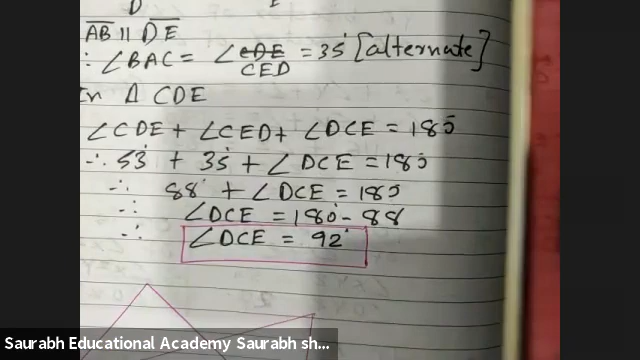 D E
AB || DE
∴ ∠BAC = ∠CDE = 35° [alternate]
CED
In Δ CDE
∠CDE + ∠CED + ∠DCE = 180°
∴ 53° + 35° + ∠DCE = 180°
∴ 88° + ∠DCE = 180°
∴ ∠DCE = 180° - 88
∴ ∠DCE = 92°
Saurabh Educational Academy Saurabh sh...